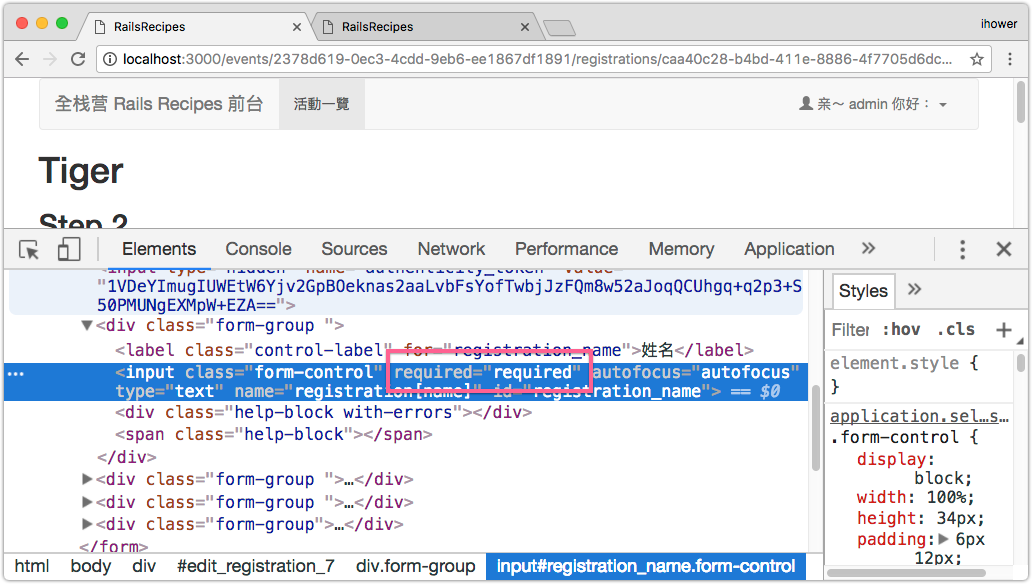 RailsRecipes
RailsRecipes
ihower
localhost:3000/events/2378d619-0ec3-4cdd-9eb6-ee1867df1891/registrations/caa40c28-b4bd-411e-8886-4f7705d6dc...
全栈营 Rails Recipes 前台
活動一覽
亲～ admin 你好：
Tiger
Step 2
Elements Console Sources Network Performance Memory Application »
<input type="hidden" name="authenticity_token" value=
"1VDeYImugIUWEtW6Yjv2GpBOeknas2aaLvbFsYofTwbjJzFQm8w52aJoqQCUhgq+q2p3+S
50PMUNgEXMpW+EZA==">
▼<div class="form-group ">
<label class="control-label" for="registration_name">姓名</label>
… <input class="form-control" required="required" autofocus="autofocus"
type="text" name="registration[name]" id="registration_name"> == $0
<div class="help-block with-errors"></div>
<span class="help-block"></span>
</div>
▶<div class="form-group ">…</div>
▶<div class="form-group ">…</div>
▶<div class="form-group">…</div>
</form>
html body div #edit_registration_7 div.form-group input#registration_name.form-control
Styles »
Filter :hov .cls +
element.style {
}
application.sel…s…
.form-control {
display:
block;
width: 100%;
height: 34px;
padding:▶ 6px
12px;